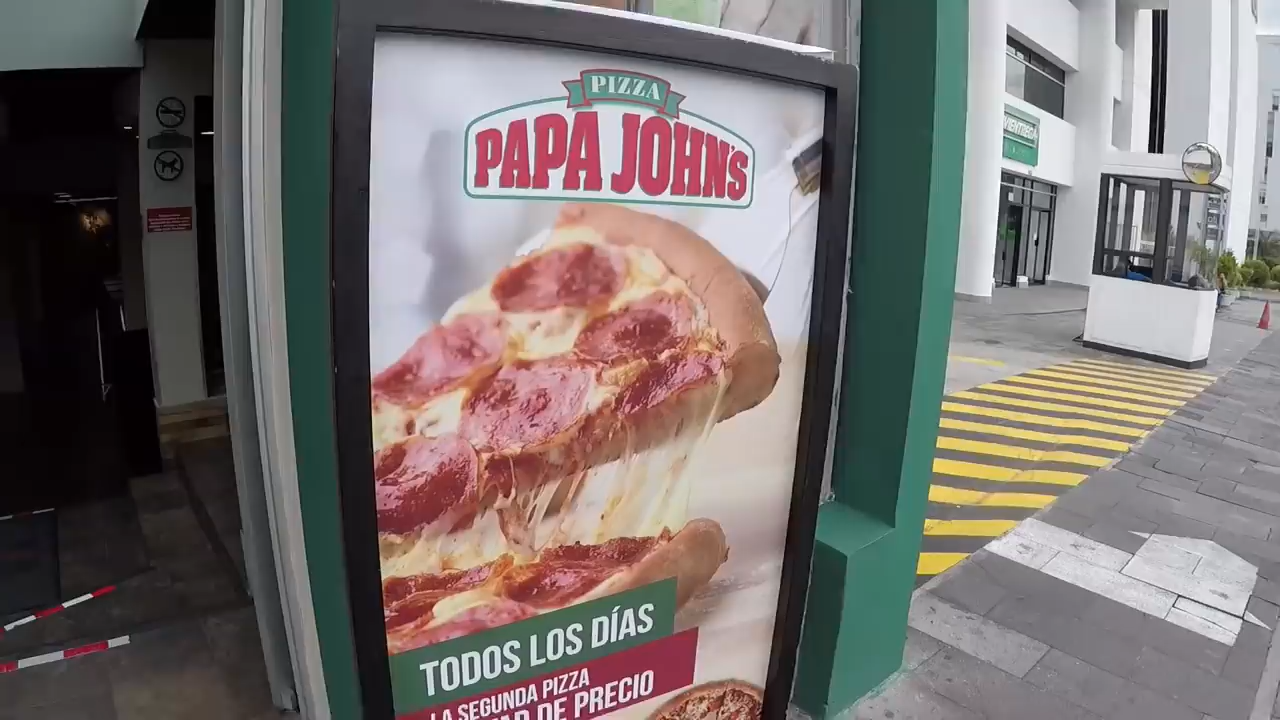 PIZZA
PAPA JOHN'S
TODOS LOS DÍAS
LA SEGUNDA PIZZA
DE PRECIO